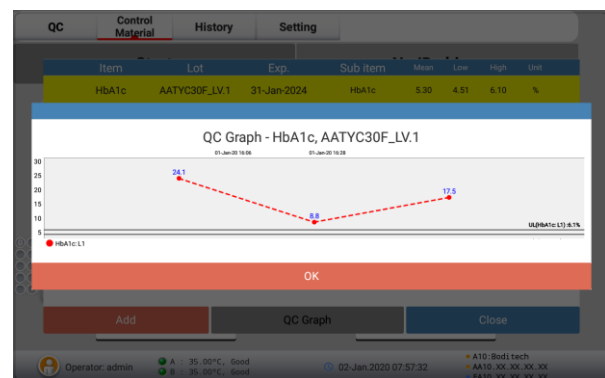 QC
Control
Material
History
Setting
Item Lot Exp. Sub item Mean Low High Unit
HbA1c AATYC30F_LV.1 31-Jan-2024 HbA1c 5.30 4.51 6.10 %
QC Graph - HbA1c, AATYC30F_LV.1
01-Jan-20 16:06 01-Jan-20 16:28
30
25
20
15
10
5
24.1
8.8
17.5
UL(HbA1c: L1) :6.1%
HbA1c: L1
OK
Add QC Graph Close
Operator: admin
A : 35.00°C, Good
B : 35.00°C, Good
02-Jan.2020 07:57:32
A10:Boditech
AA10.XX.XX.XX.XX